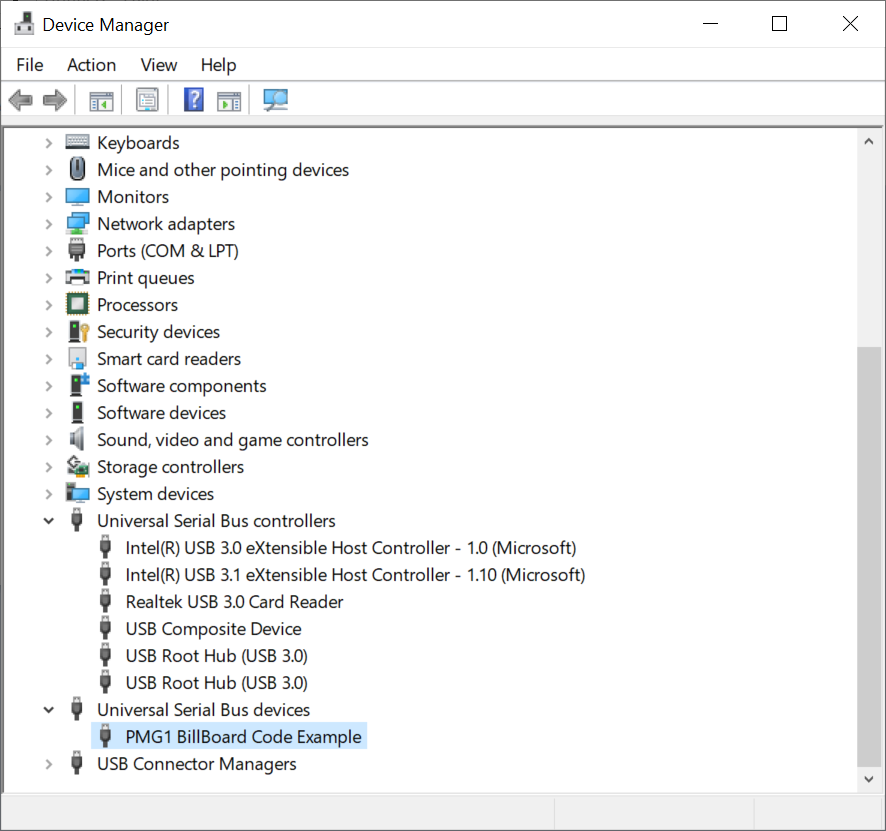 Device Manager
File Action View Help
Keyboards
Mice and other pointing devices
Monitors
Network adapters
Ports (COM & LPT)
Print queues
Processors
Security devices
Smart card readers
Software components
Software devices
Sound, video and game controllers
Storage controllers
System devices
Universal Serial Bus controllers
Intel(R) USB 3.0 eXtensible Host Controller - 1.0 (Microsoft)
Intel(R) USB 3.1 eXtensible Host Controller - 1.10 (Microsoft)
Realtek USB 3.0 Card Reader
USB Composite Device
USB Root Hub (USB 3.0)
USB Root Hub (USB 3.0)
Universal Serial Bus devices
PMG1 BillBoard Code Example
USB Connector Managers